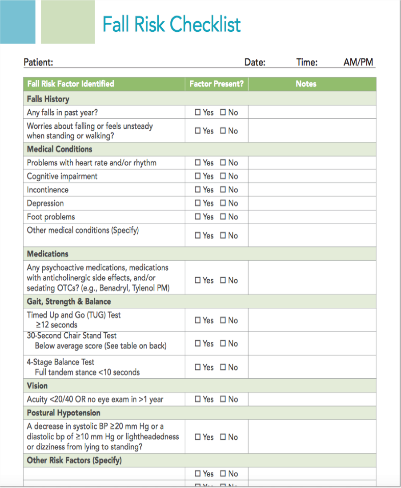 Fall Risk Checklist
Patient: Date: Time: AM/PM
Fall Risk Factor Identified Factor Present? Notes
Falls History
Any falls in past year? ☐ Yes ☐ No
Worries about falling or feels unsteady
when standing or walking? ☐ Yes ☐ No
Medical Conditions
Problems with heart rate and/or rhythm ☐ Yes ☐ No
Cognitive impairment ☐ Yes ☐ No
Incontinence ☐ Yes ☐ No
Depression ☐ Yes ☐ No
Foot problems ☐ Yes ☐ No
Other medical conditions (Specify) ☐ Yes ☐ No
Medications
Any psychoactive medications, medications
with anticholinergic side effects, and/or
sedating OTCs? (e.g., Benadryl, Tylenol PM) ☐ Yes ☐ No
Gait, Strength & Balance
Timed Up and Go (TUG) Test
≥12 seconds ☐ Yes ☐ No
30-Second Chair Stand Test
Below average score (See table on back) ☐ Yes ☐ No
4-Stage Balance Test
Full tandem stance <10 seconds ☐ Yes ☐ No
Vision
Acuity <20/40 OR no eye exam in >1 year ☐ Yes ☐ No
Postural Hypotension
A decrease in systolic BP ≥20 mm Hg or a
diastolic bp of ≥10 mm Hg or lightheadedness
or dizziness from lying to standing? ☐ Yes ☐ No
Other Risk Factors (Specify)
☐ Yes ☐ No